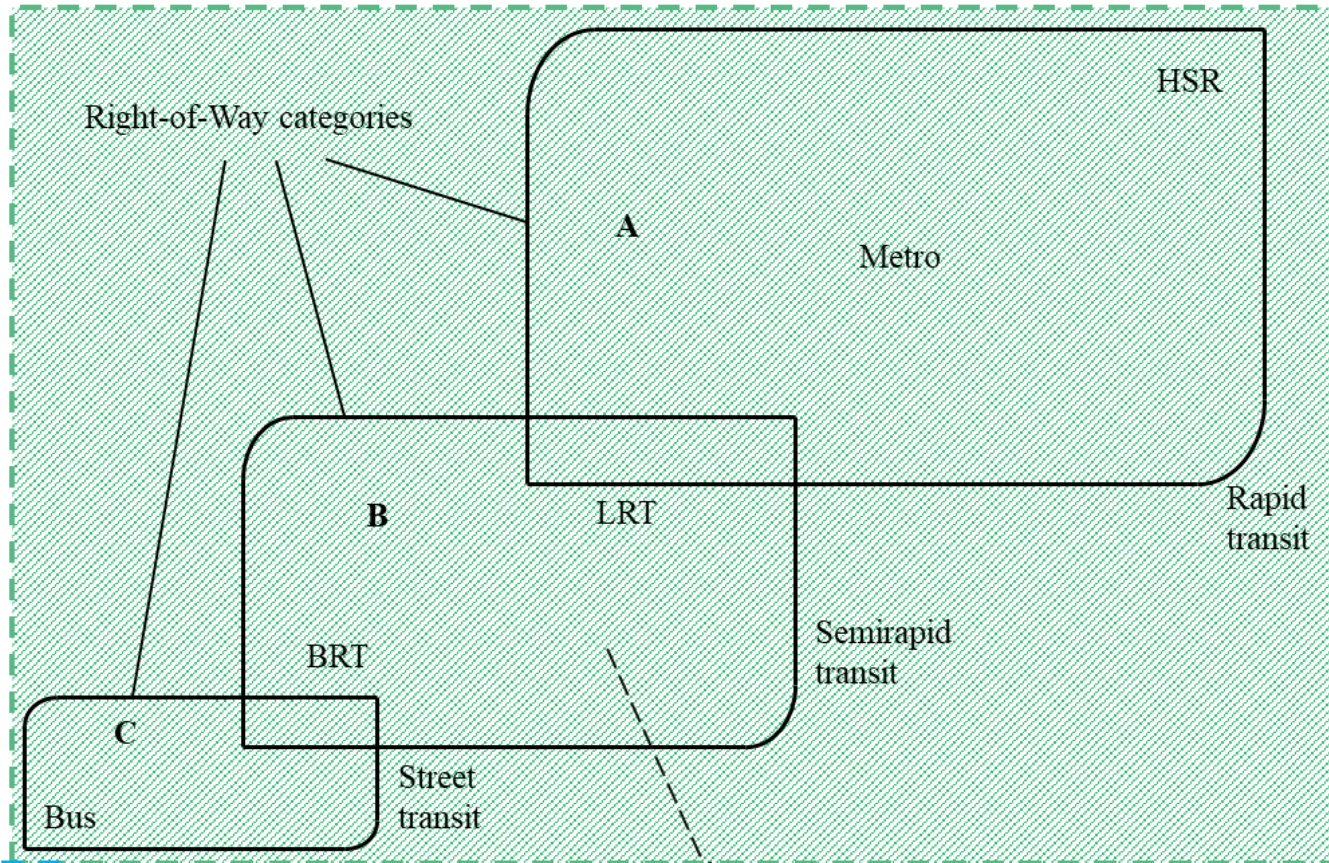 HSR
Right-of-Way categories
A
Metro
B
LRT
Rapid
transit
Semirapid
transit
BRT
C
Street
transit
Bus